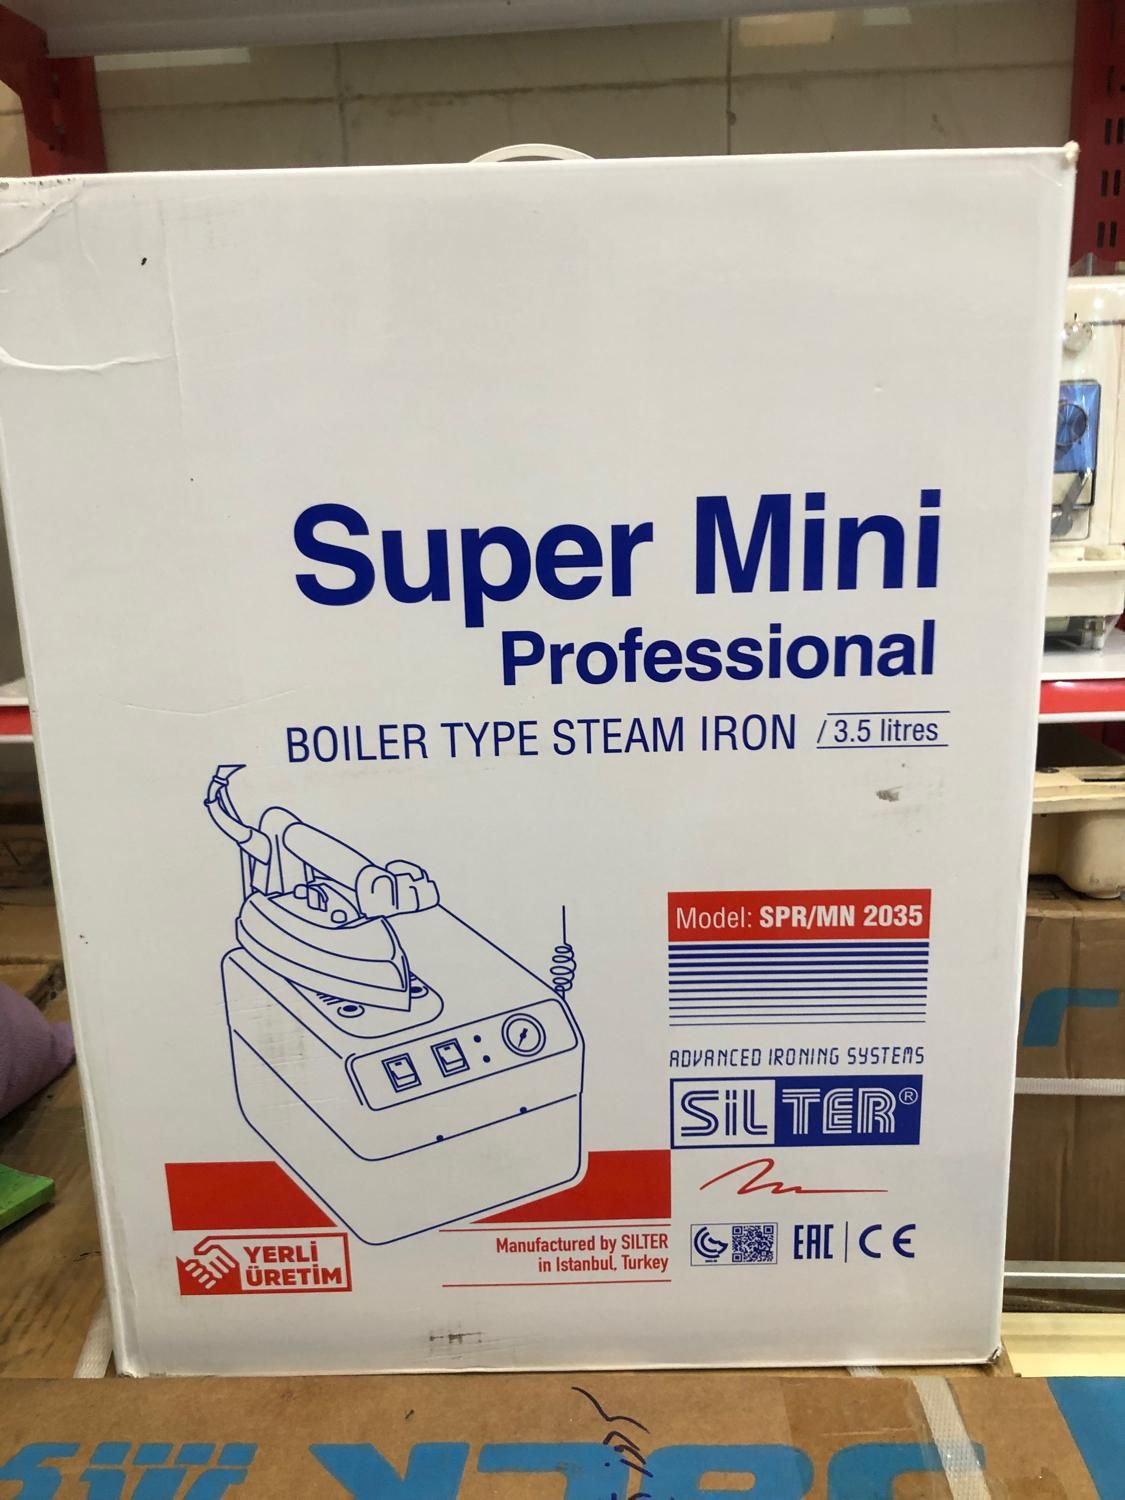 Super Mini
Professional
BOILER TYPE STEAM IRON / 3.5 litres
Model: SPR/MN 2035
ADVANCED IRONING SYSTEMS
SiLTER®
YERLİ
ÜRETİM
Manufactured by SILTER
in Istanbul, Turkey
EAC CE
JACK